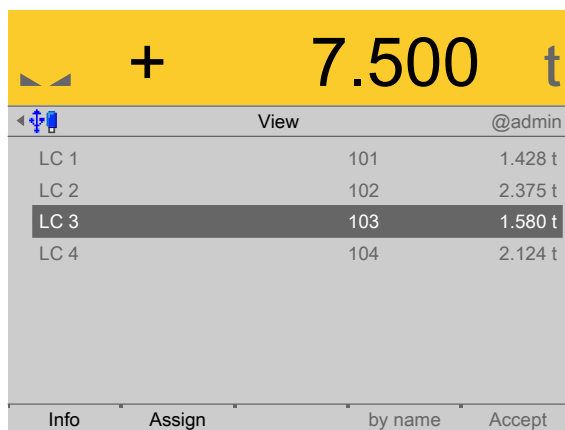 + 7.500 t
View @admin
LC 1 101 1.428 t
LC 2 102 2.375 t
LC 3 103 1.580 t
LC 4 104 2.124 t
Info Assign by name Accept